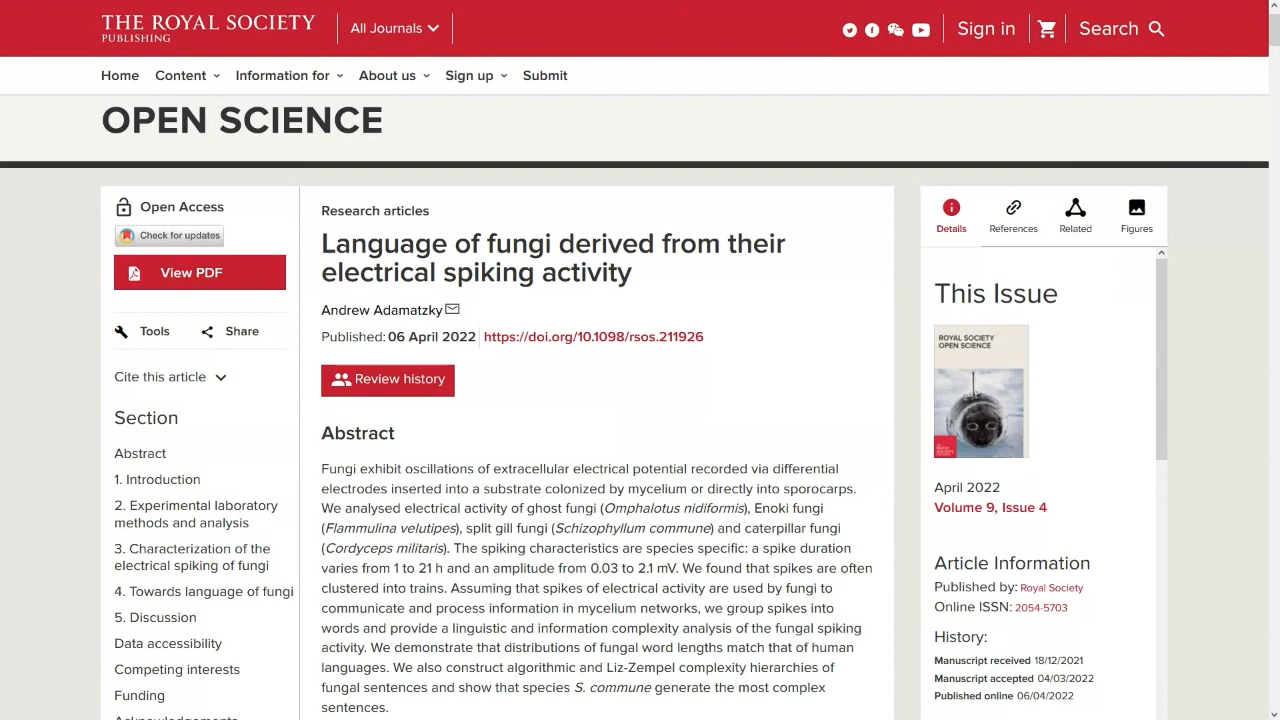 THE ROYAL SOCIETY
PUBLISHING
All Journals
Sign in
Search
Home
Content
Information for
About us
Sign up
Submit
OPEN SCIENCE
Open Access
Check for updates
View PDF
Tools
Share
Cite this article
Section
Abstract
1. Introduction
2. Experimental laboratory
methods and analysis
3. Characterization of the
electrical spiking of fungi
4. Towards language of fungi
5. Discussion
Data accessibility
Competing interests
Funding
Acknowledgements
Research articles
Language of fungi derived from their
electrical spiking activity
Andrew Adamatzky
Published: 06 April 2022
https://doi.org/10.1098/rsos.211926
Review history
Abstract
Fungi exhibit oscillations of extracellular electrical potential recorded via differential
electrodes inserted into a substrate colonized by mycelium or directly into sporocarps.
We analysed electrical activity of ghost fungi (Omphalotus nidiformis), Enoki fungi
(Flammulina velutipes), split gill fungi (Schizophyllum commune) and caterpillar fungi
(Cordyceps militaris). The spiking characteristics are species specific: a spike duration
varies from 1 to 21 h and an amplitude from 0.03 to 2.1 mV. We found that spikes are often
clustered into trains. Assuming that spikes of electrical activity are used by fungi to
communicate and process information in mycelium networks, we group spikes into
words and provide a linguistic and information complexity analysis of the fungal spiking
activity. We demonstrate that distributions of fungal word lengths match that of human
languages. We also construct algorithmic and Liz-Zempel complexity hierarchies of
fungal sentences and show that species S. commune generate the most complex
sentences.
Details
References
Related
Figures
This Issue
ROYAL SOCIETY
OPEN SCIENCE
April 2022
Volume 9, Issue 4
Article Information
Published by: Royal Society
Online ISSN: 2054-5703
History:
Manuscript received 18/12/2021
Manuscript accepted 04/03/2022
Published online 06/04/2022